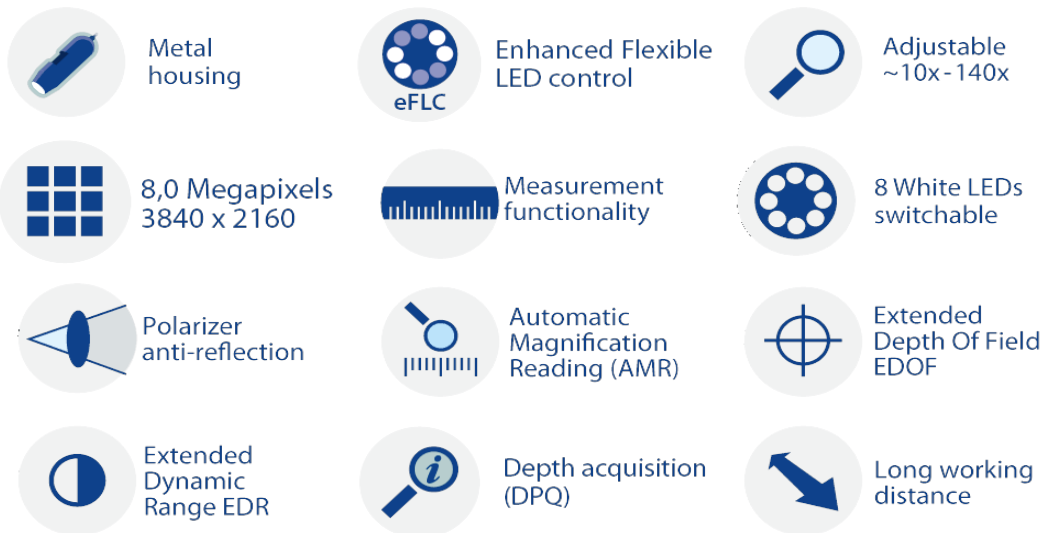 Metal
housing
eFLC
Enhanced Flexible
LED control
Adjustable
~10x-140x
8,0 Megapixels
3840 x 2160
Measurement
functionality
8 White LEDs
switchable
Polarizer
anti-reflection
Automatic
Magnification
Reading (AMR)
Extended
Depth Of Field
EDOF
Extended
Dynamic
Range EDR
i
Depth acquisition
(DPQ)
Long working
distance